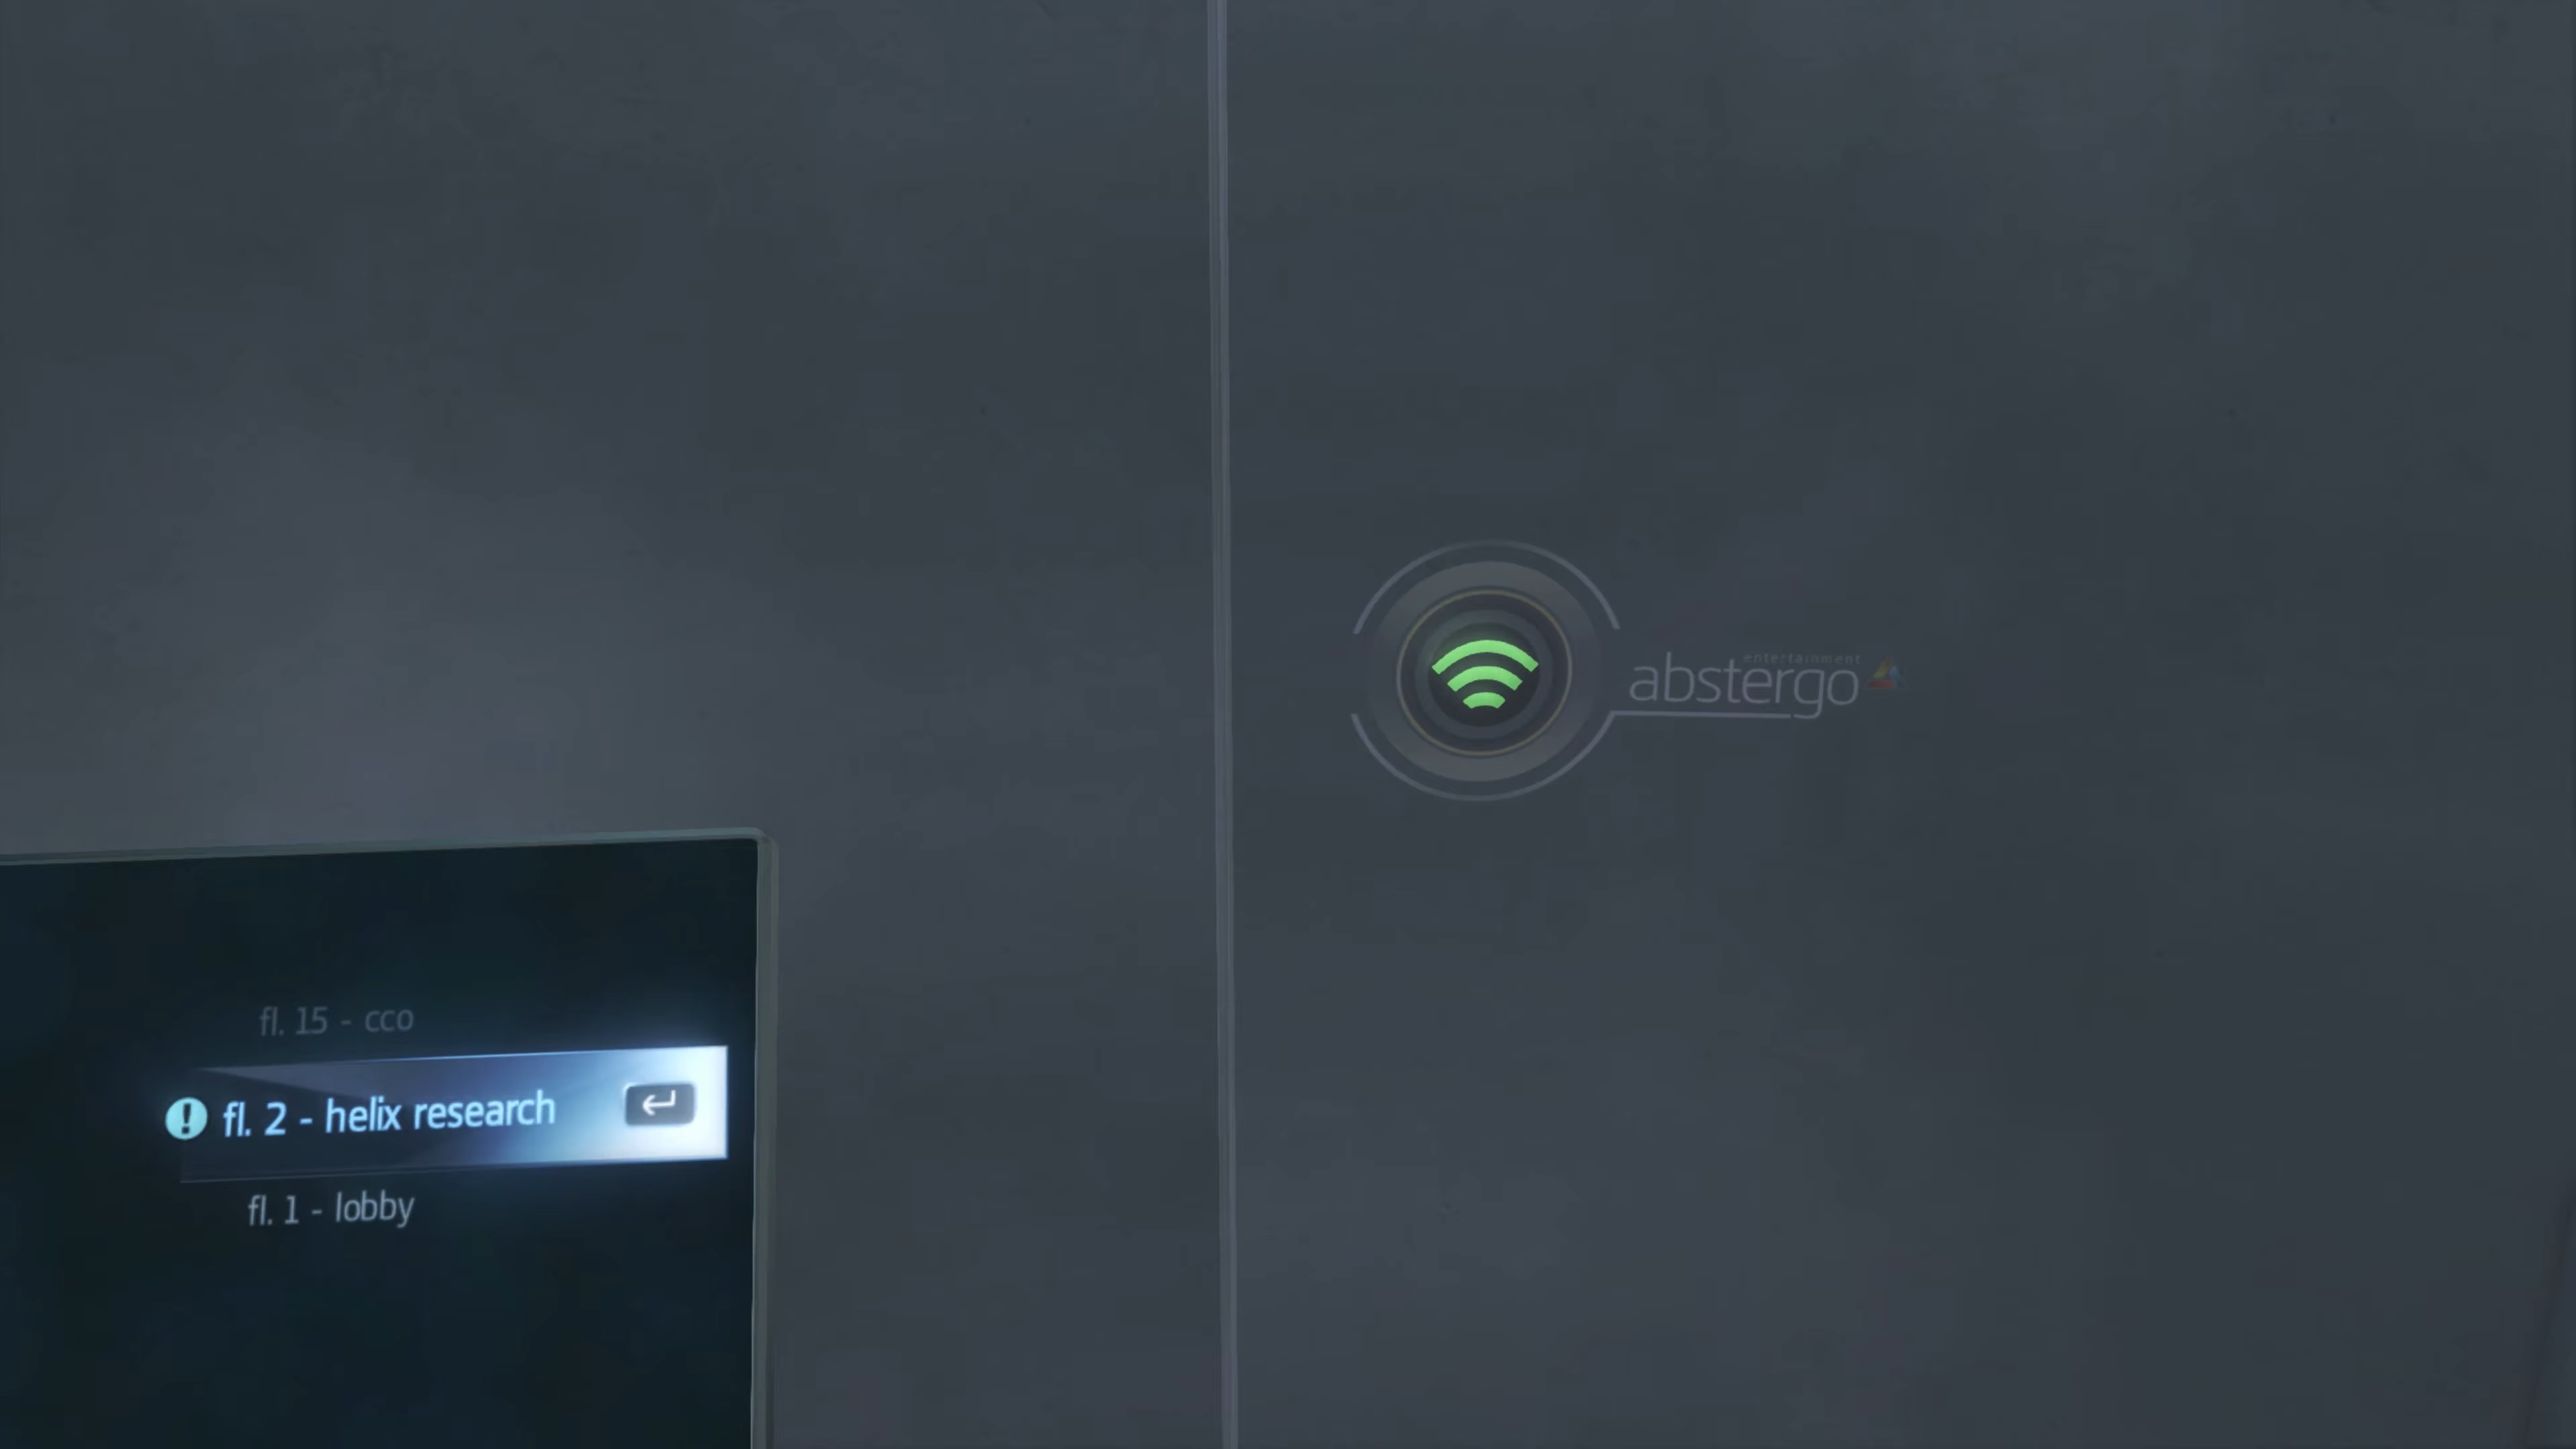 entertainment
abstergo
fl. 15 - cco
fl. 2 - helix research
fl. 1 - lobby